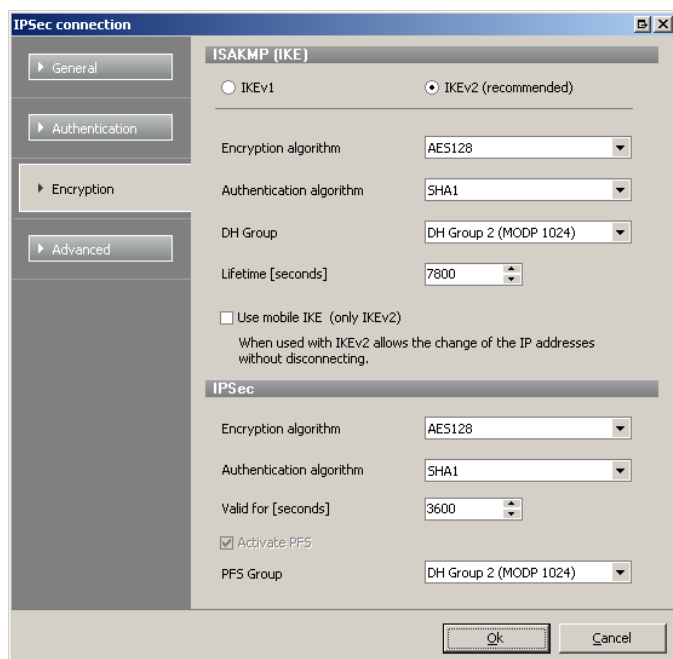 IPSec connection
General
Authentication
Encryption
Advanced
ISAKMP (IKE)
IKEv1 IKEv2 (recommended)
Encryption algorithm AES128
Authentication algorithm SHA1
DH Group DH Group 2 (MODP 1024)
Lifetime [seconds] 7800
Use mobile IKE (only IKEv2)
When used with IKEv2 allows the change of the IP addresses
without disconnecting.
IPSec
Encryption algorithm AES128
Authentication algorithm SHA1
Valid for [seconds] 3600
Activate PFS
PFS Group DH Group 2 (MODP 1024)
Ok Cancel